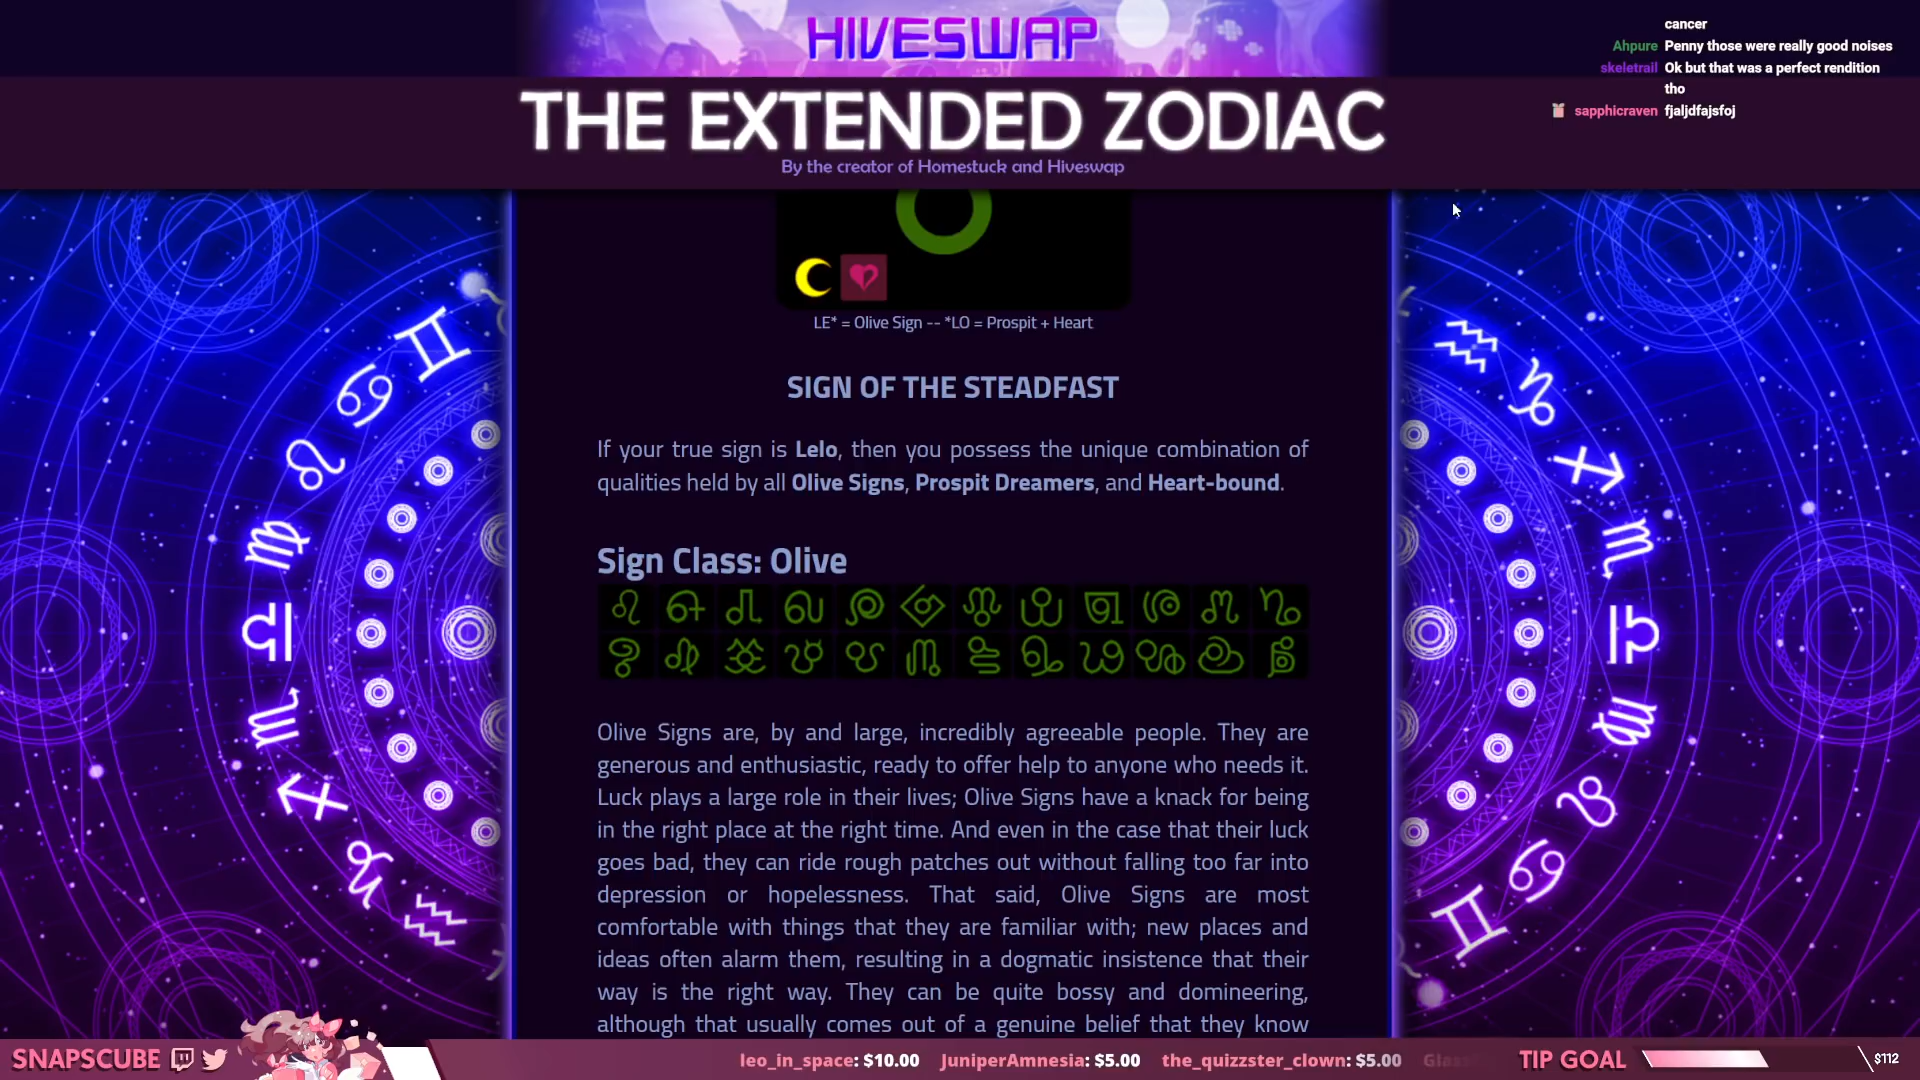 HIVESWAP
THE EXTENDED ZODIAC
By the creator of Homestuck and Hiveswap
cancer
Ahpure Penny those were really good noises
skeletrail Ok but that was a perfect rendition
tho
sapphicraven fjaljdfajsfoj
LE* = Olive Sign -- *LO = Prospit + Heart
SIGN OF THE STEADFAST
If your true sign is Lelo, then you possess the unique combination of
qualities held by all Olive Signs, Prospit Dreamers, and Heart-bound.
Sign Class: Olive
Olive Signs are, by and large, incredibly agreeable people. They are
generous and enthusiastic, ready to offer help to anyone who needs it.
Luck plays a large role in their lives; Olive Signs have a knack for being
in the right place at the right time. And even in the case that their luck
goes bad, they can ride rough patches out without falling too far into
depression or hopelessness. That said, Olive Signs are most
comfortable with things that they are familiar with; new places and
ideas often alarm them, resulting in a dogmatic insistence that their
way is the right way. They can be quite bossy and domineering,
although that usually comes out of a genuine belief that they know
SNAPSCUBE
leo_in_space: $10.00 JuniperAmnesia: $5.00 the_quizzster_clown: $5.00
TIP GOAL
$112